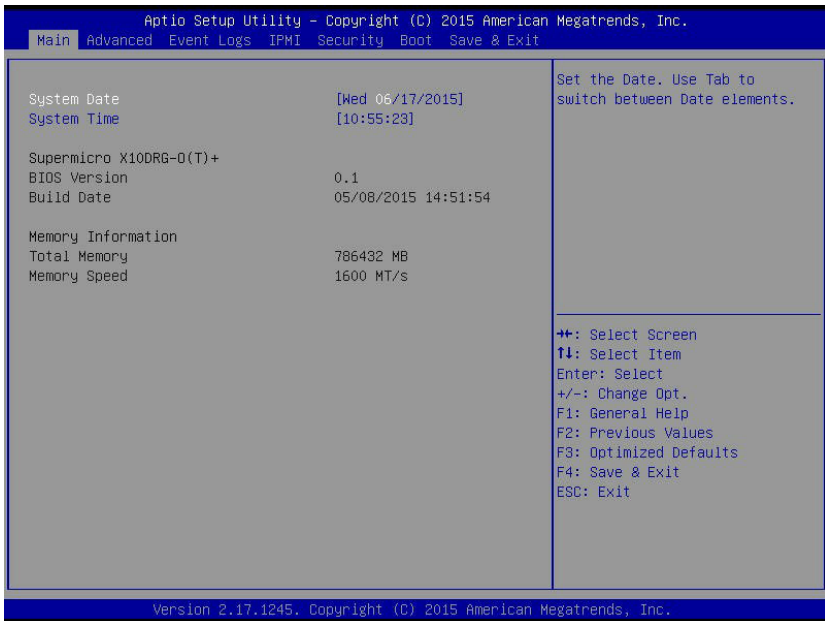 Aptio Setup Utility – Copyright (C) 2015 American Megatrends, Inc.
Main Advanced Event Logs IPMI Security Boot Save & Exit
System Date [Wed 06/17/2015]
System Time [10:55:23]
Supermicro X10DRG-O(T)+
BIOS Version 0.1
Build Date 05/08/2015 14:51:54
Memory Information
Total Memory 786432 MB
Memory Speed 1600 MT/s
Set the Date. Use Tab to
switch between Date elements.
→←: Select Screen
↑↓: Select Item
Enter: Select
+/-: Change Opt.
F1: General Help
F2: Previous Values
F3: Optimized Defaults
F4: Save & Exit
ESC: Exit
Version 2.17.1245. Copyright (C) 2015 American Megatrends, Inc.